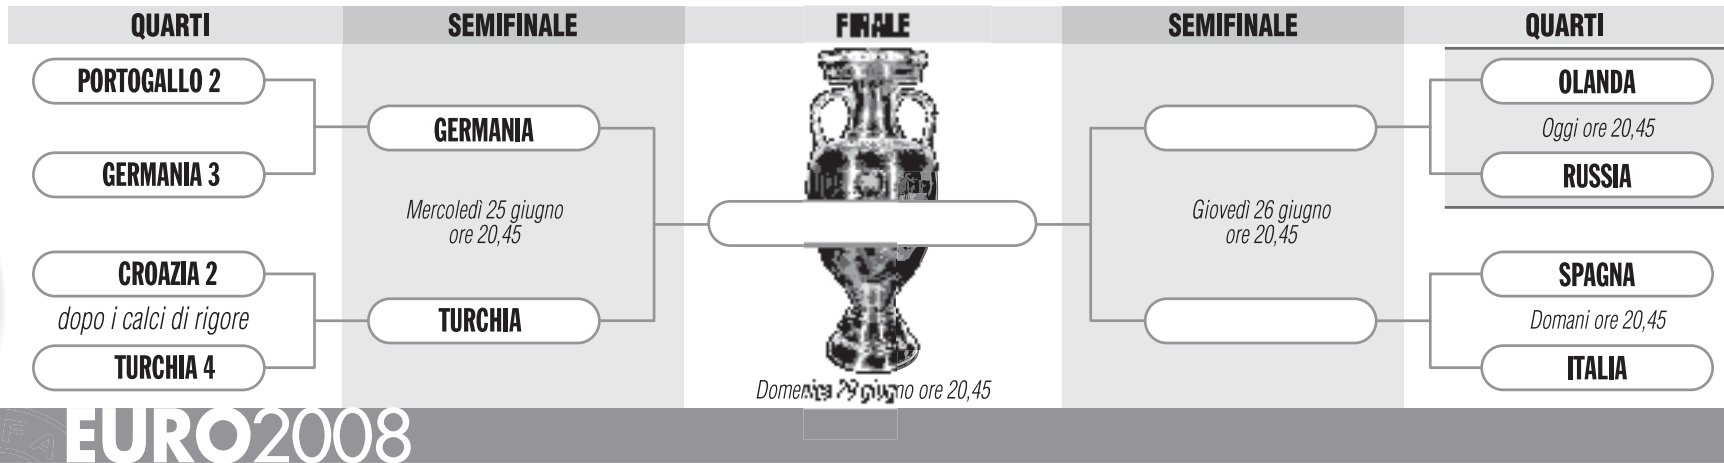 QUARTI
SEMIFINALE
FINALE
SEMIFINALE
QUARTI
PORTOGALLO 2
GERMANIA 3
CROAZIA 2
dopo i calci di rigore
TURCHIA 4
GERMANIA
Mercoledì 25 giugno
ore 20,45
TURCHIA
Domenica 29 giugno ore 20,45
Giovedì 26 giugno
ore 20,45
OLANDA
Oggi ore 20,45
RUSSIA
SPAGNA
Domani ore 20,45
ITALIA
EURO2008